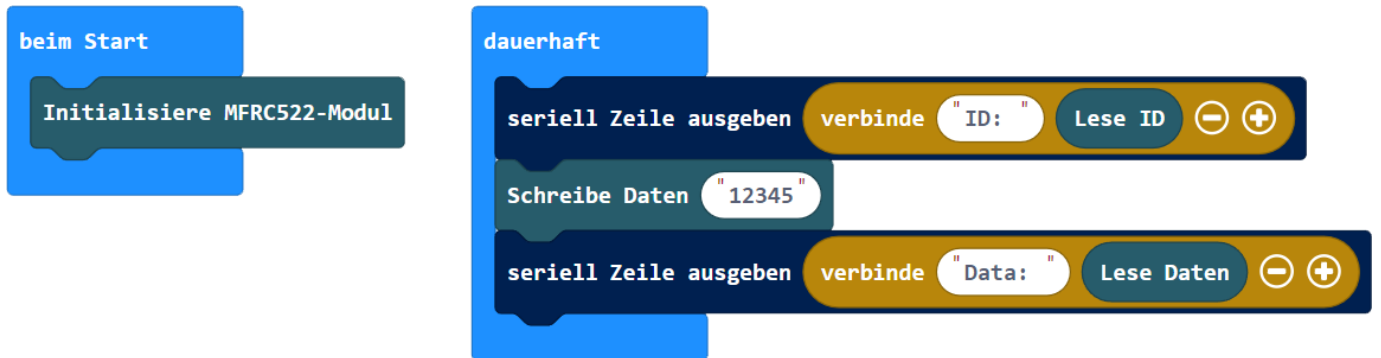 beim Start
Initialisiere MFRC522-Modul
dauerhaft
seriell Zeile ausgeben verbinde "ID: " Lese ID
Schreibe Daten "12345"
seriell Zeile ausgeben verbinde "Data: " Lese Daten